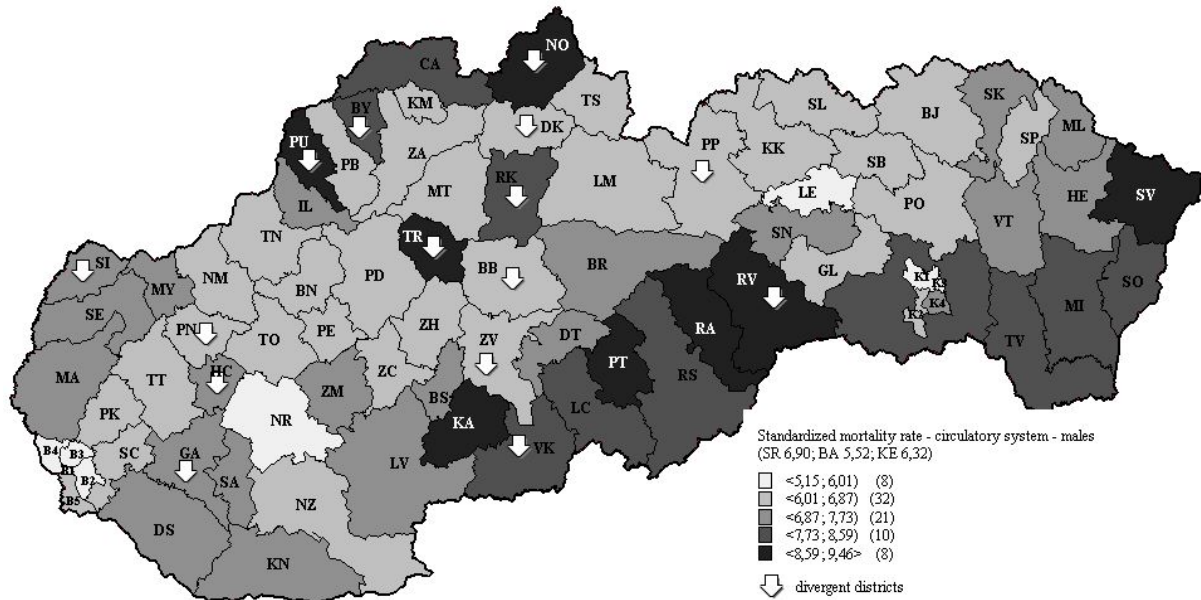 NO
CA
TS
BY
KM
SL
SK
BJ
DK
ML
PU
PB
ZA
PP
KK
SP
SB
MT
RK
LM
LE
HE
SV
IL
PO
VT
TR
SN
TN
BB
BR
SI
NM
PD
GL
MY
BN
RV
K1
K3
SO
SE
K4
MI
K2
PN
TO
PE
ZH
ZV
DT
RA
HC
TV
MA
TT
ZC
PT
ZM
RS
BS
LC
PK
NR
KA
VK
B4
B3
SC
GA
B1
B2
SA
LV
B5
NZ
DS
KN
Standardized mortality rate - circulatory system - males
(SR 6,90; BA 5,52; KE 6,32)
<5,15 ; 6,01) (8)
<6,01 ; 6,87) (32)
<6,87 ; 7,73) (21)
<7,73 ; 8,59) (10)
<8,59 ; 9,46> (8)
divergent districts